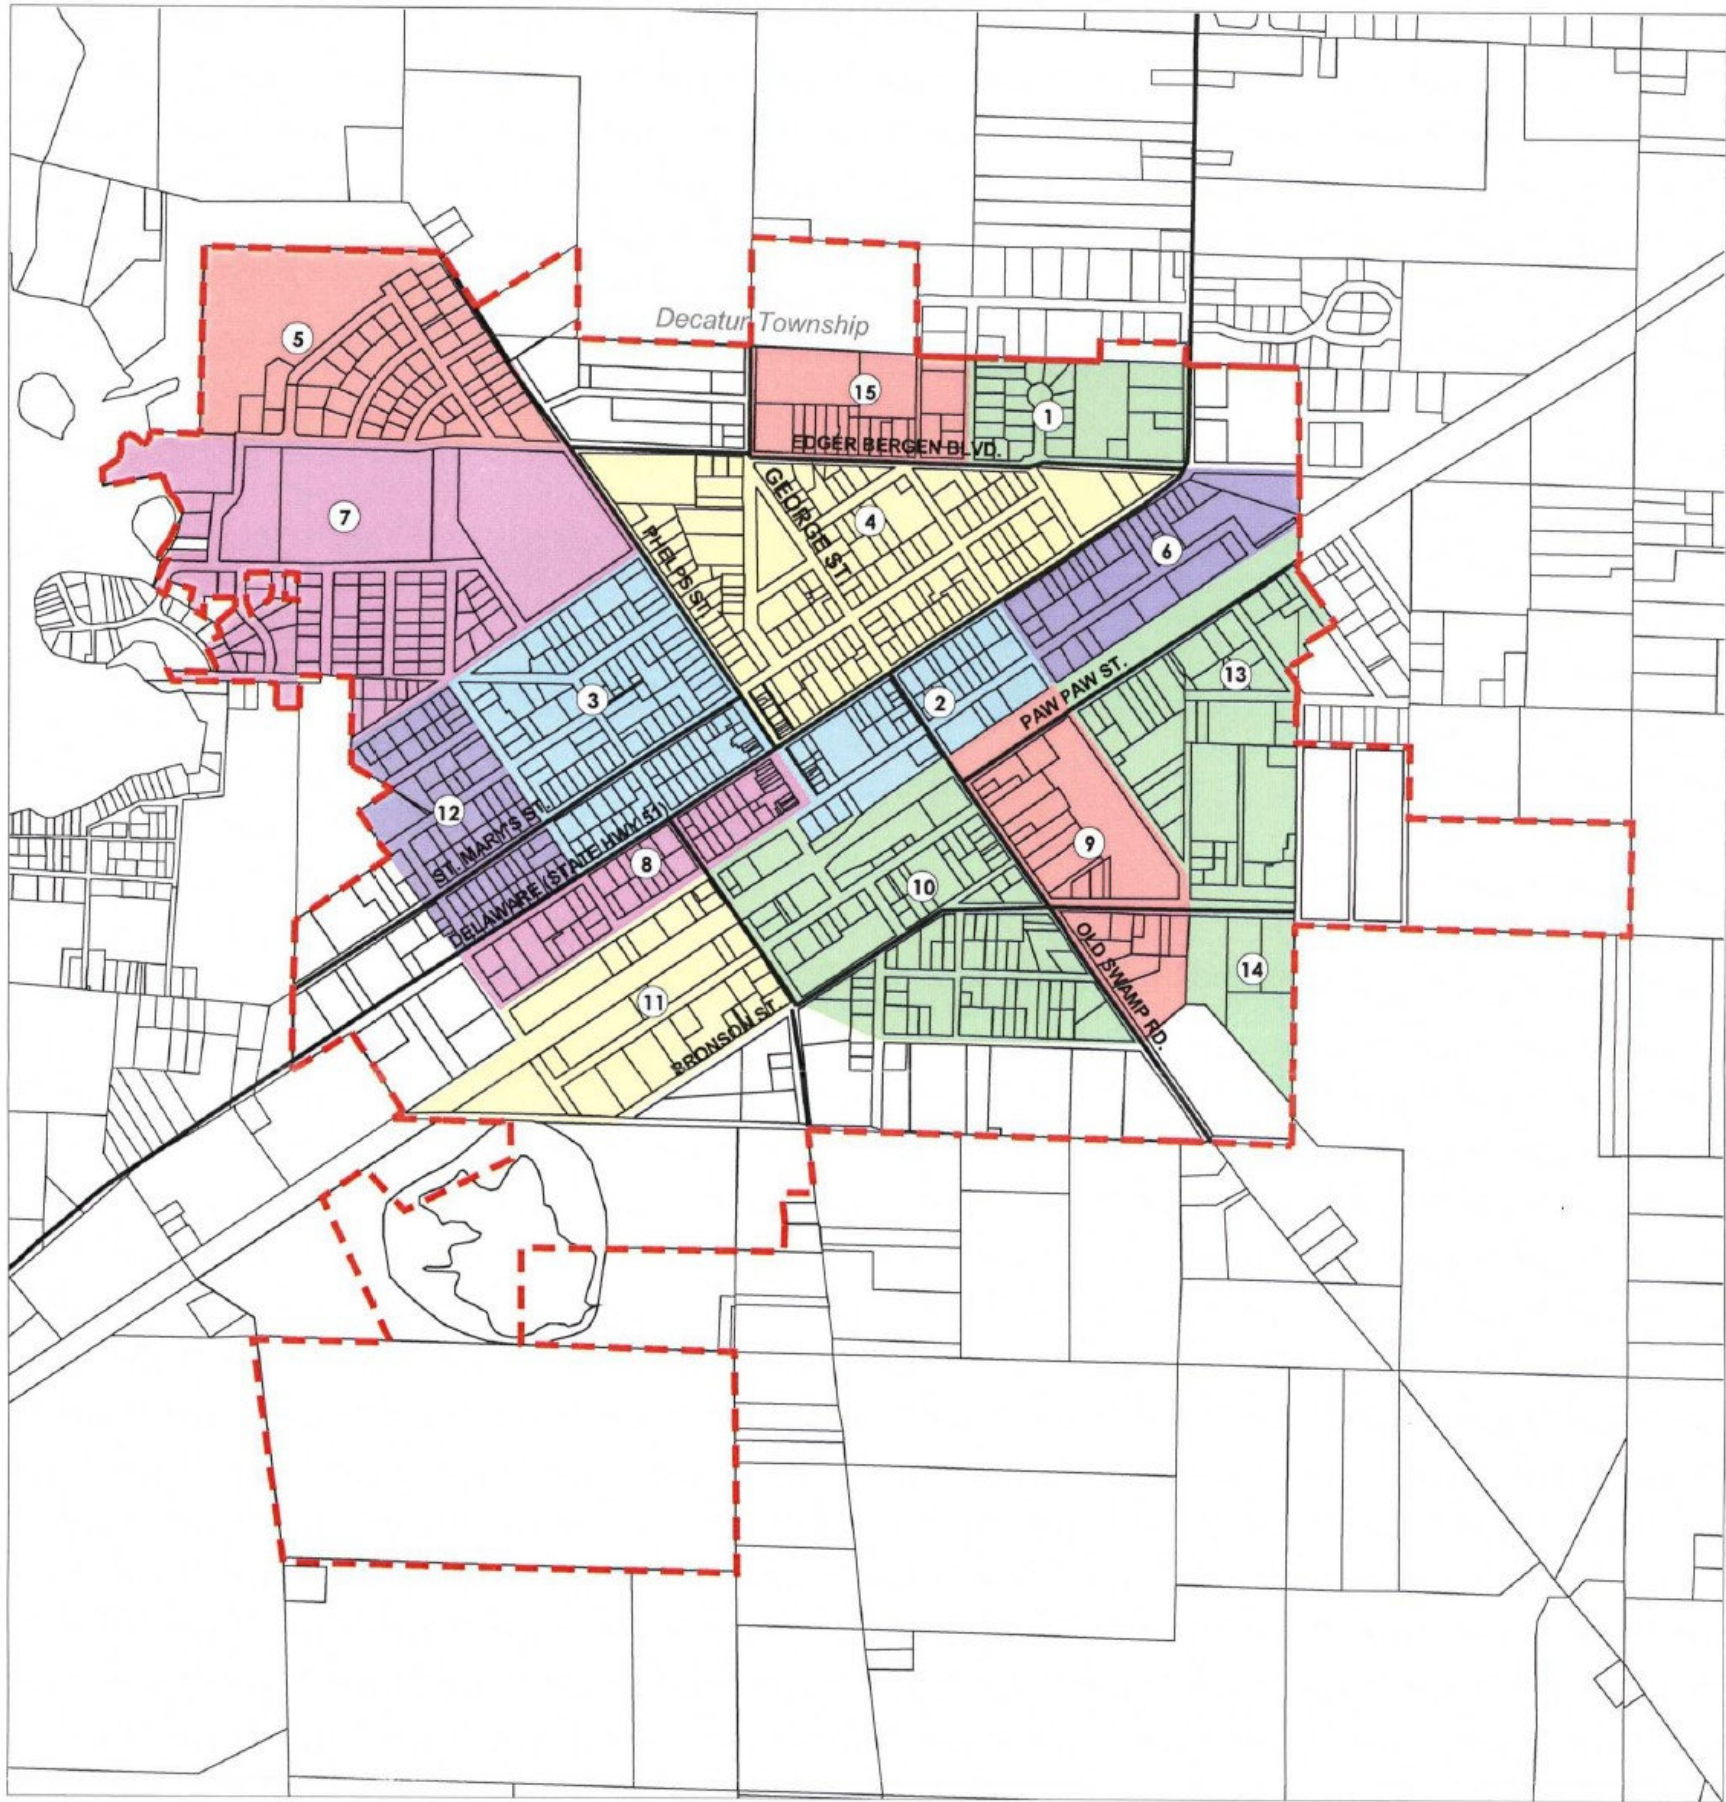 Decatur Township
5
15
1
EDGER BERGEN BLVD.
GEORGE ST.
7
4
PHELPS ST.
6
13
3
2
PAW PAW ST.
12
ST. MARY'S ST.
DELAWARE (STATE HWY 51)
8
9
10
14
OLD SWAMP RD.
11
BRONSON ST.